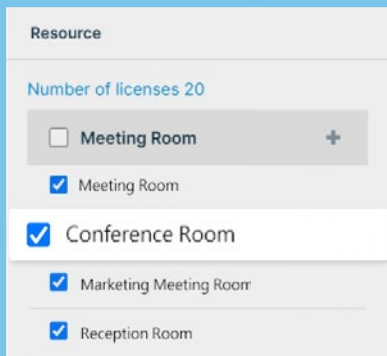 Resource
Number of licenses 20
Meeting Room +
Meeting Room
Conference Room
Marketing Meeting Room
Reception Room